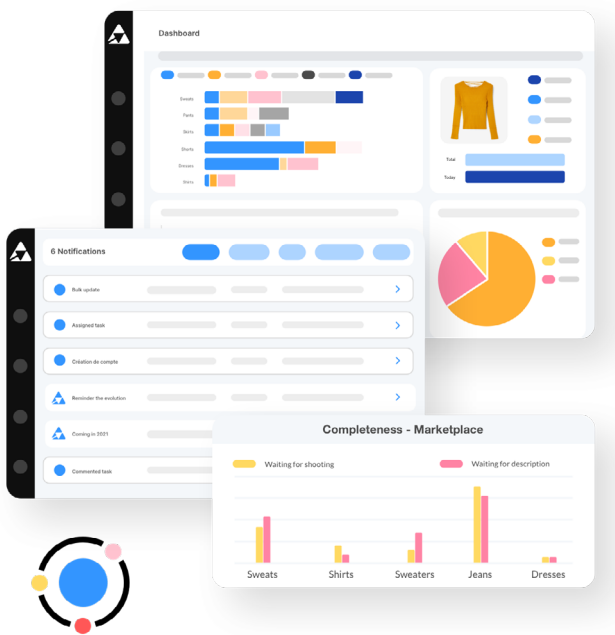 Dashboard
Sweats
Pants
Skirts
Shorts
Dresses
Shirts
Total
Today
6 Notifications
Bulk update
Assigned task
Création de compte
Reminder the evolution
Coming in 2021
Commented task
Completeness - Marketplace
Waiting for shooting
Waiting for description
Sweats
Shirts
Sweaters
Jeans
Dresses